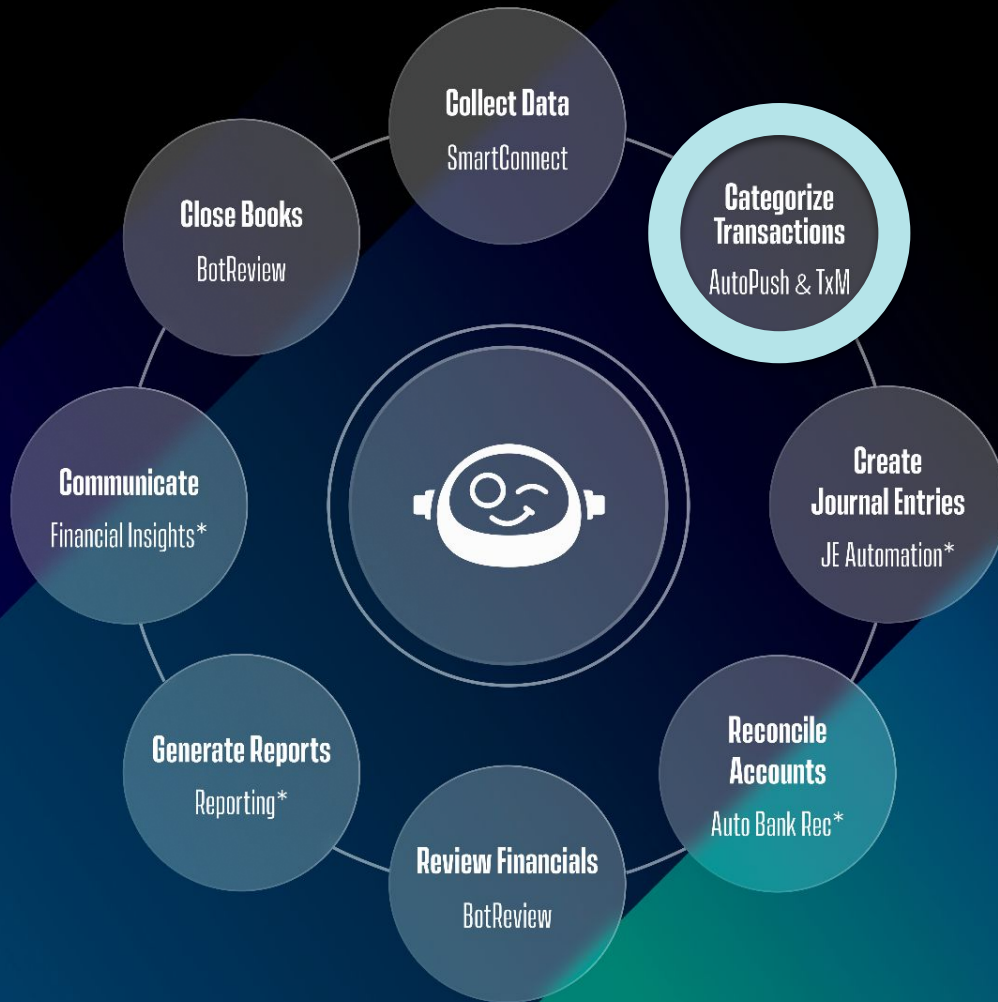 Collect Data
SmartConnect
Categorize
Transactions
AutoPush & TxM
Create
Journal Entries
JE Automation*
Reconcile
Accounts
Auto Bank Rec*
Review Financials
BotReview
Generate Reports
Reporting*
Communicate
Financial Insights*
Close Books
BotReview